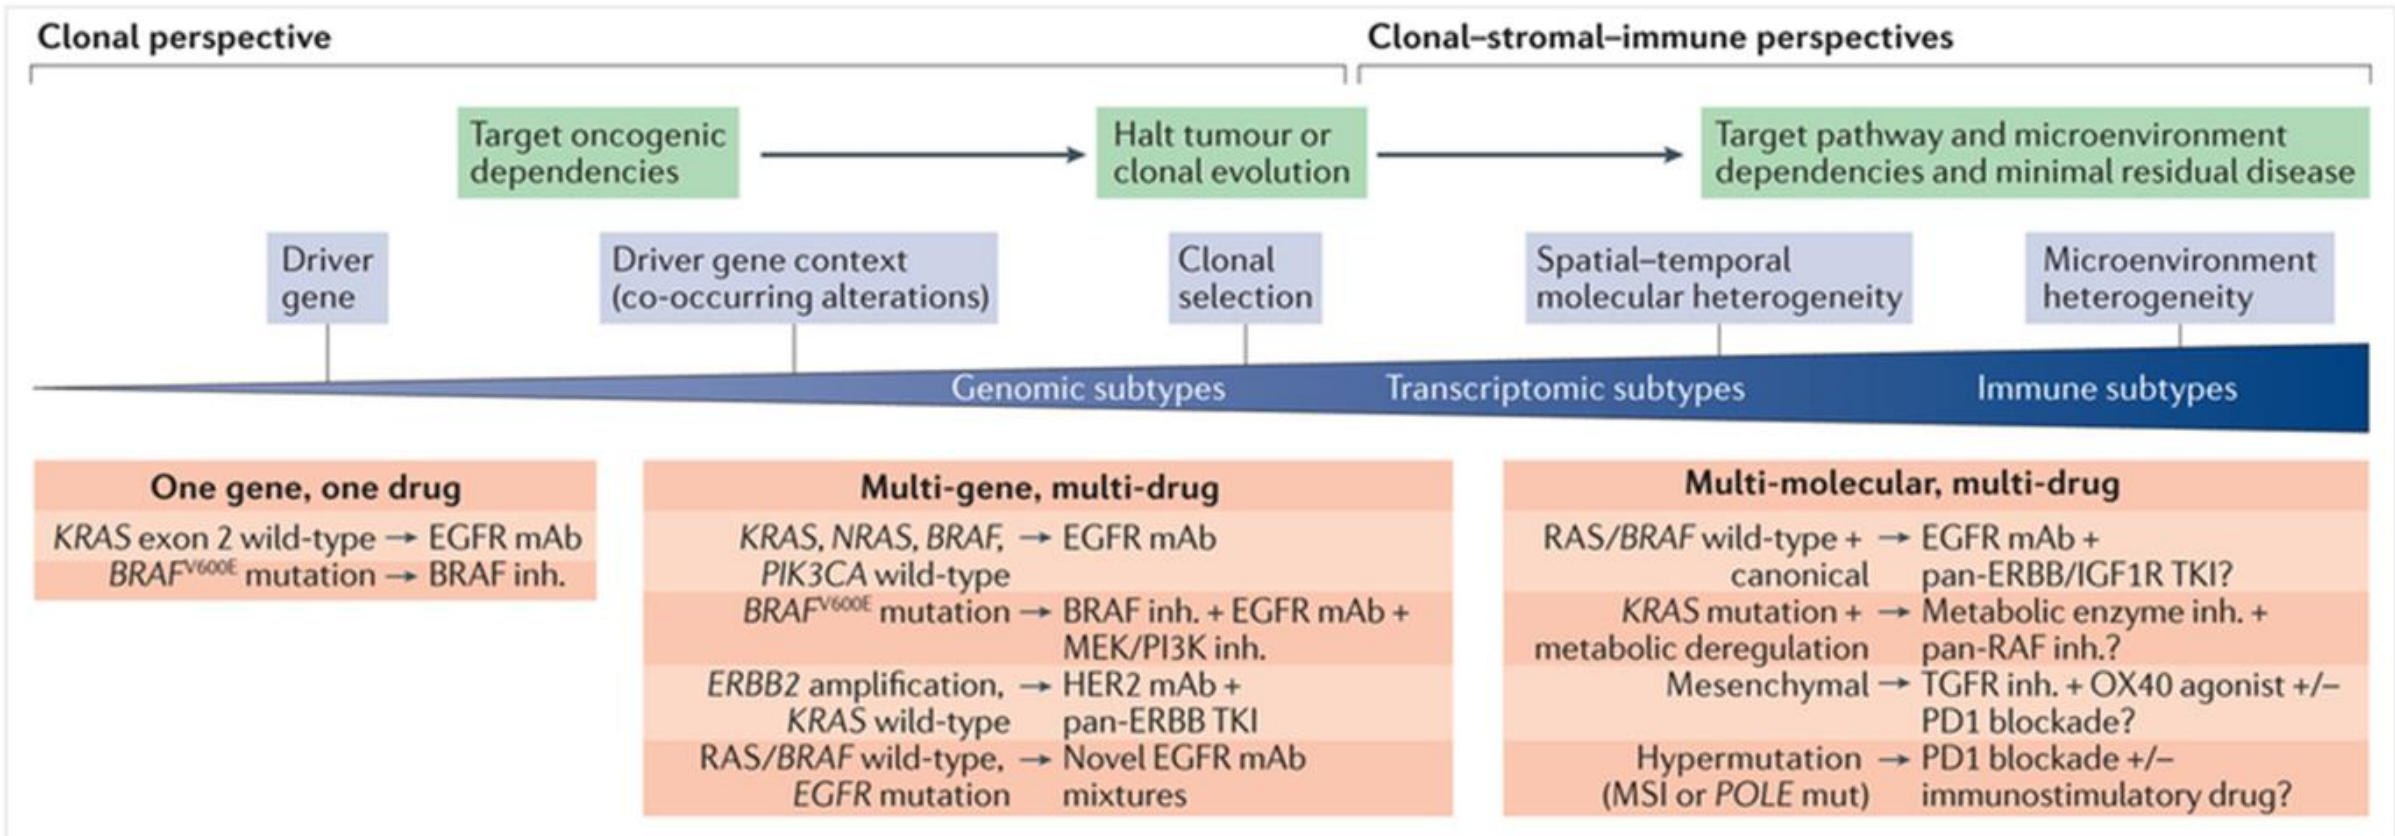 Clonal perspective
Clonal–stromal–immune perspectives
Target oncogenic
dependencies
Halt tumour or
clonal evolution
Target pathway and microenvironment
dependencies and minimal residual disease
Driver
gene
Driver gene context
(co-occurring alterations)
Clonal
selection
Spatial–temporal
molecular heterogeneity
Microenvironment
heterogeneity
Genomic subtypes
Transcriptomic subtypes
Immune subtypes
One gene, one drug
KRAS exon 2 wild-type → EGFR mAb
BRAFV600E mutation → BRAF inh.
Multi-gene, multi-drug
KRAS, NRAS, BRAF, → EGFR mAb
PIK3CA wild-type
BRAFV600E mutation → BRAF inh. + EGFR mAb +
MEK/PI3K inh.
ERBB2 amplification, → HER2 mAb +
KRAS wild-type pan-ERBB TKI
RAS/BRAF wild-type, → Novel EGFR mAb
EGFR mutation mixtures
Multi-molecular, multi-drug
RAS/BRAF wild-type + → EGFR mAb +
canonical pan-ERBB/IGF1R TKI?
KRAS mutation + → Metabolic enzyme inh. +
metabolic deregulation pan-RAF inh.?
Mesenchymal → TGFR inh. + OX40 agonist +/–
PD1 blockade?
Hypermutation → PD1 blockade +/–
(MSI or POLE mut) immunostimulatory drug?